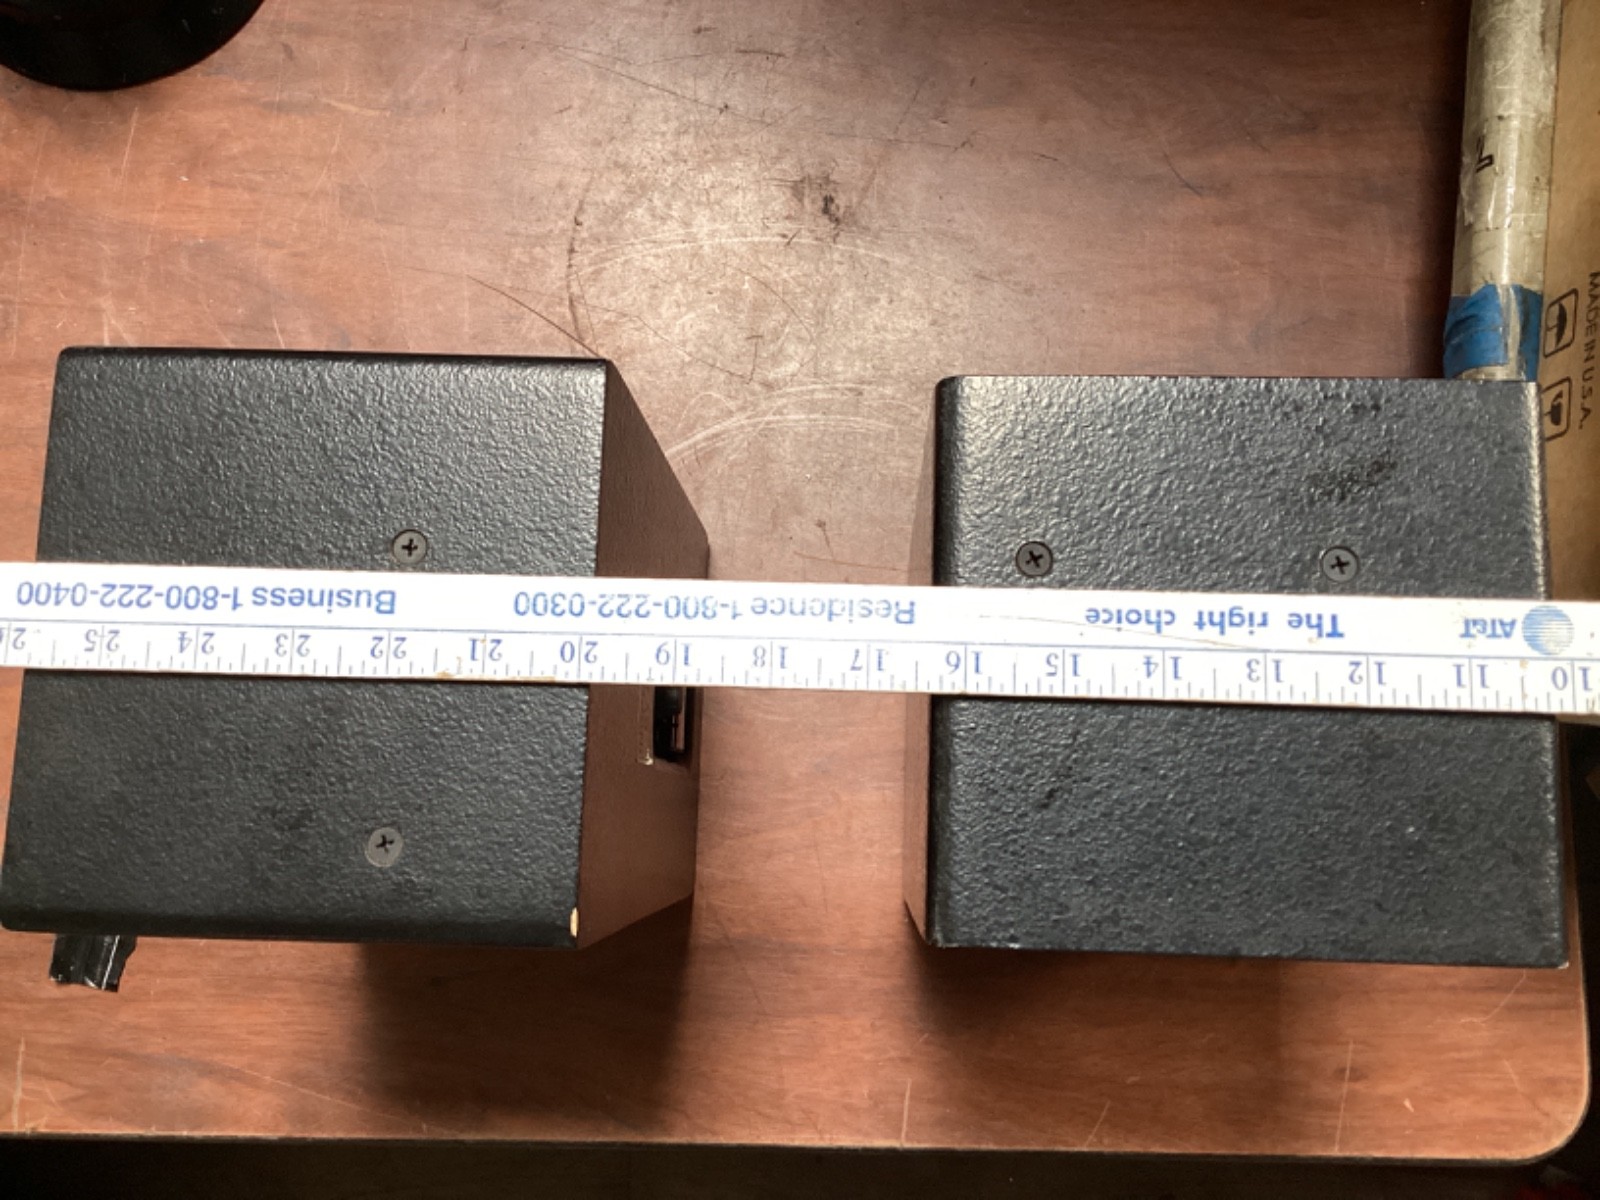 AT&T The right choice Residence 1-800-222-0300 Business 1-800-222-0400
10 11 12 13 14 15 16 17 18 19 20 21 22 23 24 25 2
MADE IN U.S.A.